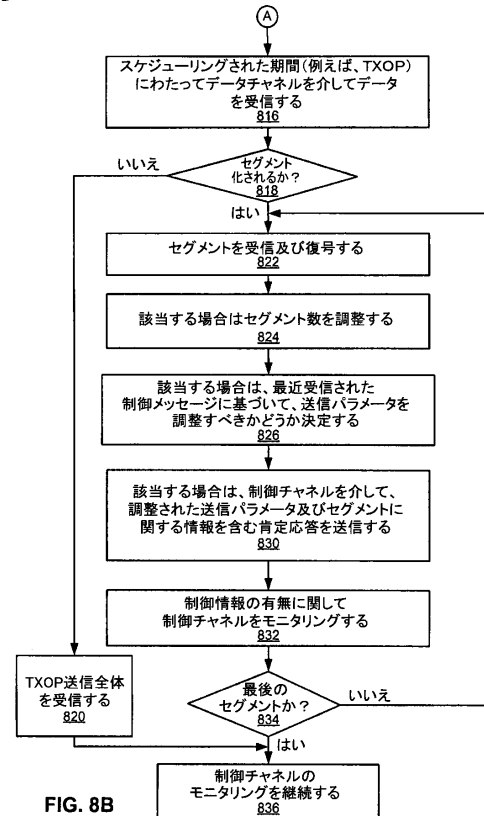 A
スケジューリングされた期間(例えば、TXOP)
にわたってデータチャネルを介してデータ
を受信する
816
セグメント
化されるか？
818
いいえ
はい
セグメントを受信及び復号する
822
該当する場合はセグメント数を調整する
824
該当する場合は、最近受信された
制御メッセージに基づいて、送信パラメータを
調整すべきかどうか決定する
826
該当する場合は、制御チャネルを介して、
調整された送信パラメータ及びセグメントに
関する情報を含む肯定応答を送信する
830
制御情報の有無に関して
制御チャネルをモニタリングする
832
TXOP送信全体
を受信する
820
最後の
セグメントか？
834
いいえ
はい
制御チャネルの
モニタリングを継続する
836
FIG. 8B